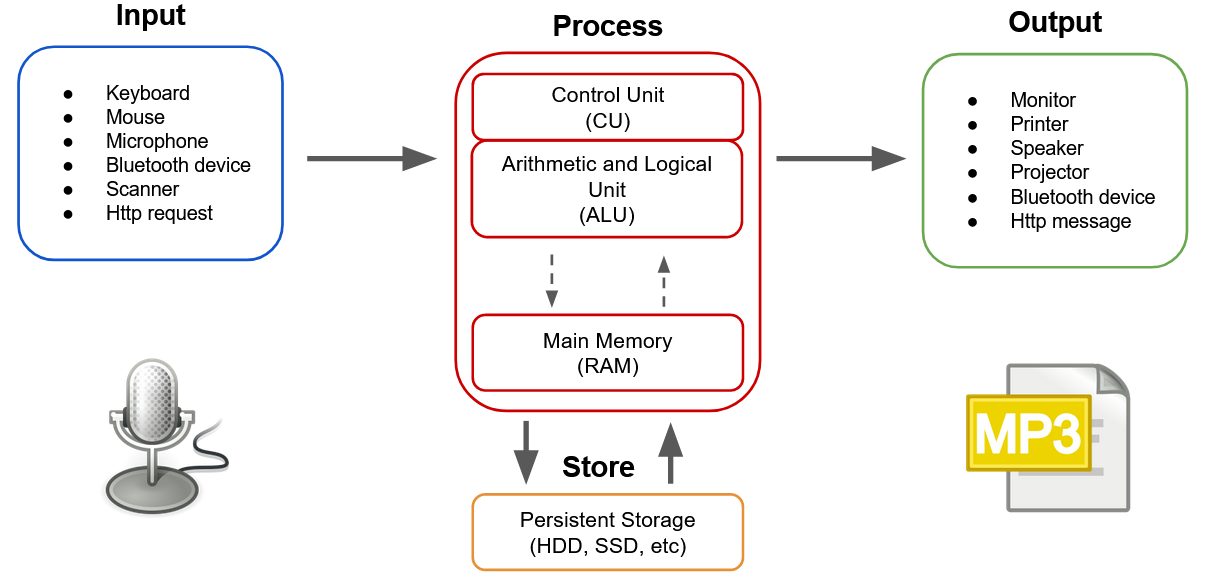 Input
● Keyboard
● Mouse
● Microphone
● Bluetooth device
● Scanner
● Http request
Process
Control Unit
(CU)
Arithmetic and Logical
Unit
(ALU)
Main Memory
(RAM)
Store
Persistent Storage
(HDD, SSD, etc)
Output
● Monitor
● Printer
● Speaker
● Projector
● Bluetooth device
● Http message
MP3